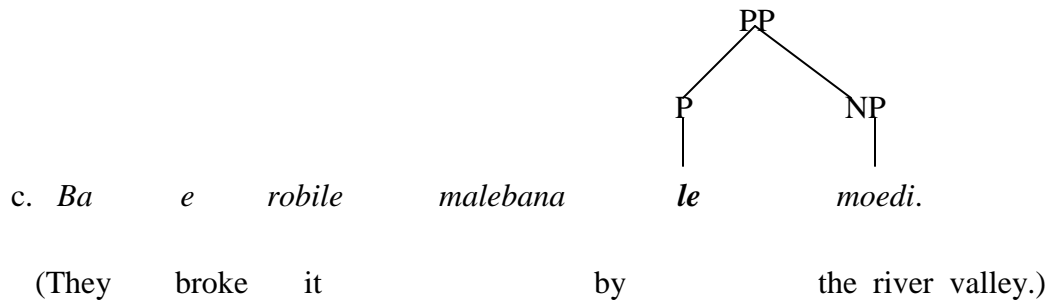 PP
P NP
c. Ba e robile malebana le moedi.
(They broke it by the river valley.)